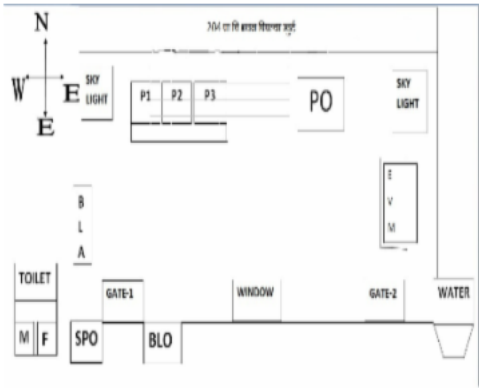 N
W
E
E
SKY
LIGHT
P1
P2
P3
PO
SKY
LIGHT
B
L
A
E
V
M
TOILET
M
F
GATE-1
WINDOW
GATE-2
WATER
SPO
BLO